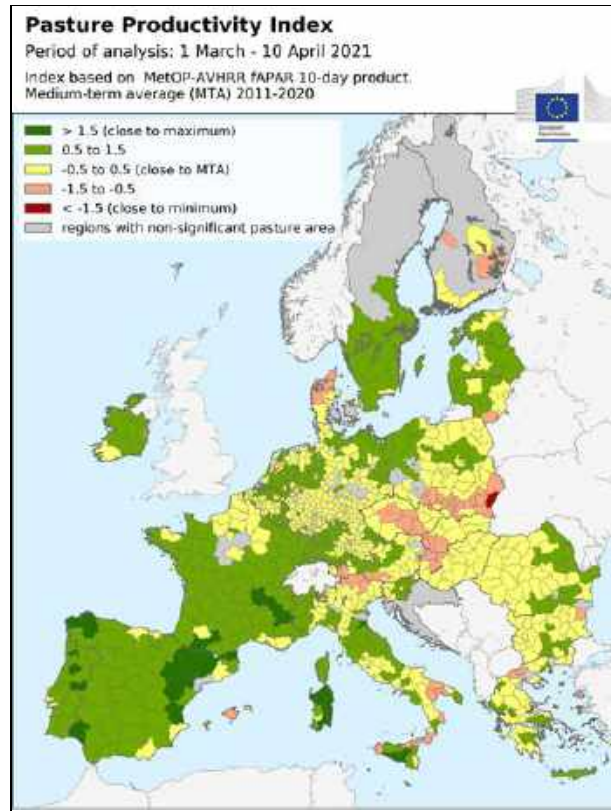 Pasture Productivity Index
Period of analysis: 1 March - 10 April 2021
Index based on MetOP-AVHRR fAPAR 10-day product.
Medium-term average (MTA) 2011-2020
European
Commission
> 1.5 (close to maximum)
0.5 to 1.5
-0.5 to 0.5 (close to MTA)
-1.5 to -0.5
< -1.5 (close to minimum)
regions with non-significant pasture area